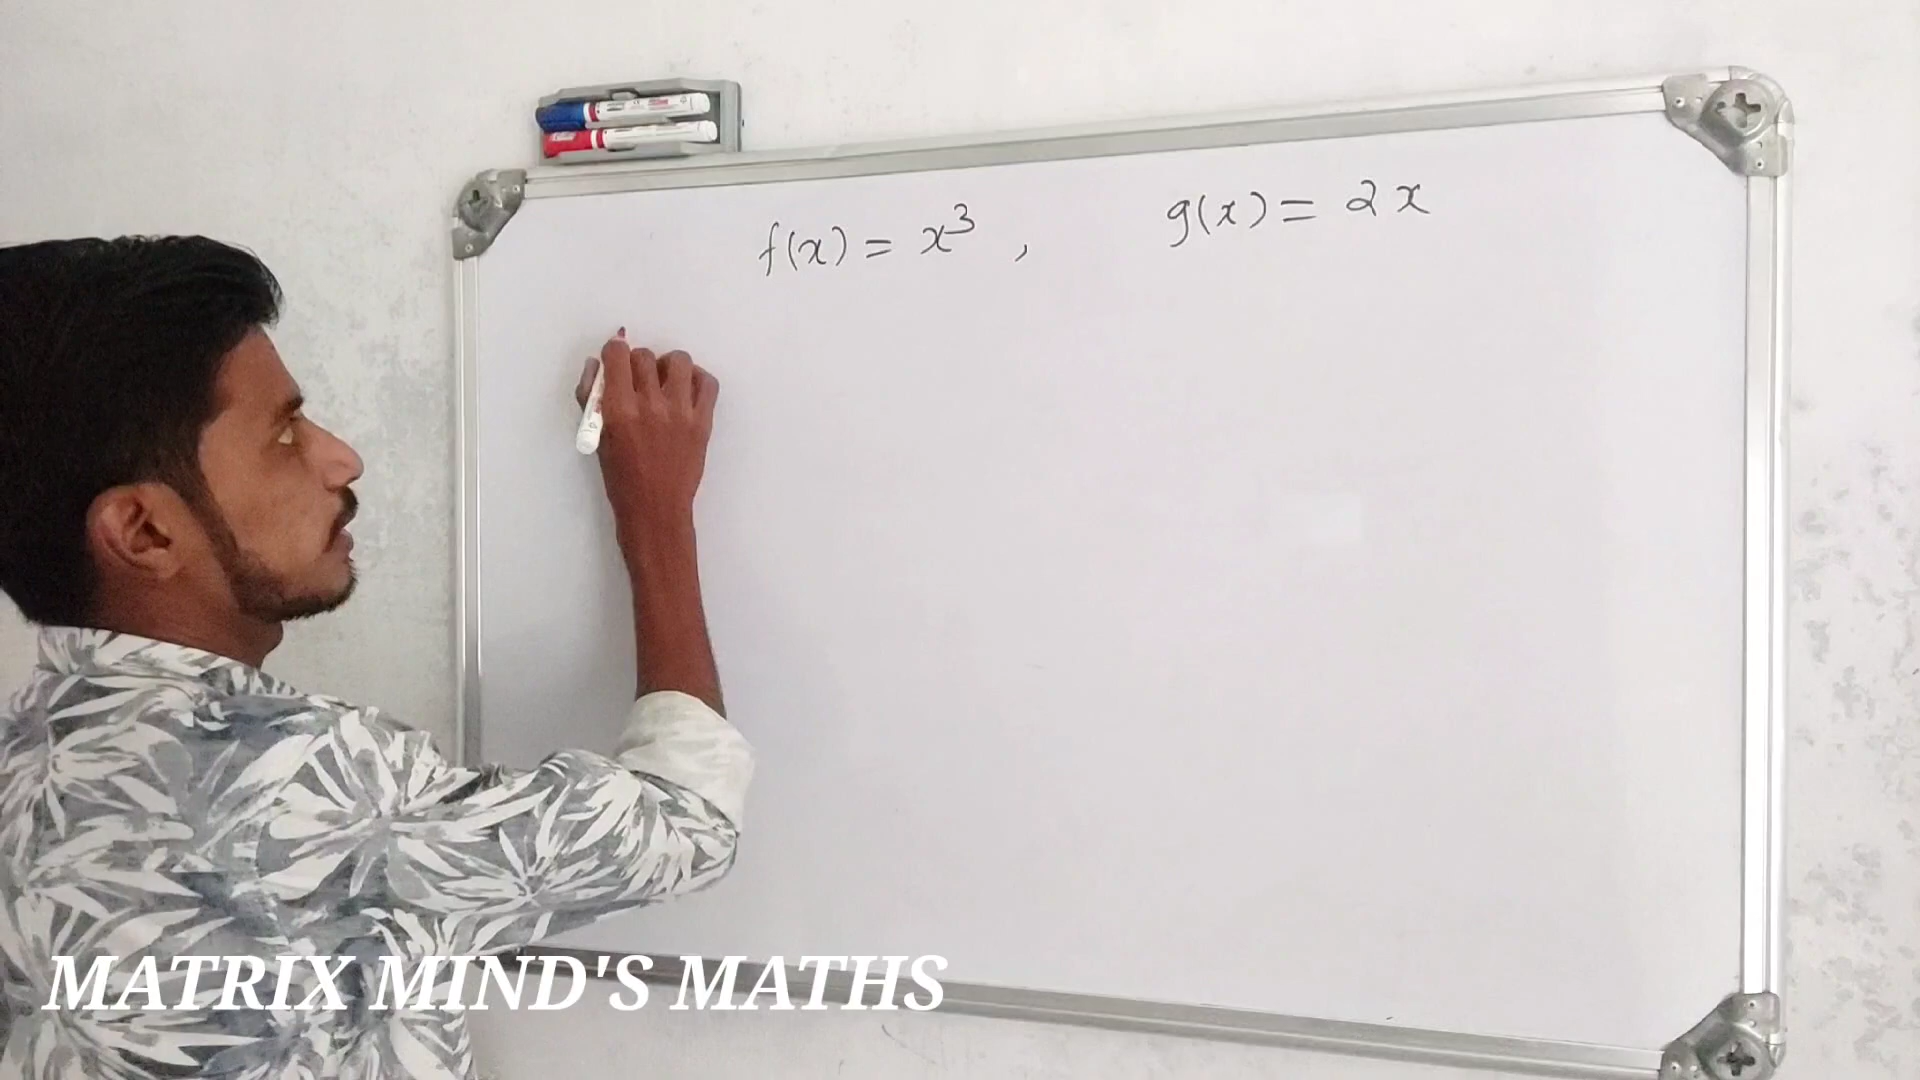 f(x) = x³ , g(x) = 2x
MATRIX MIND'S MATHS